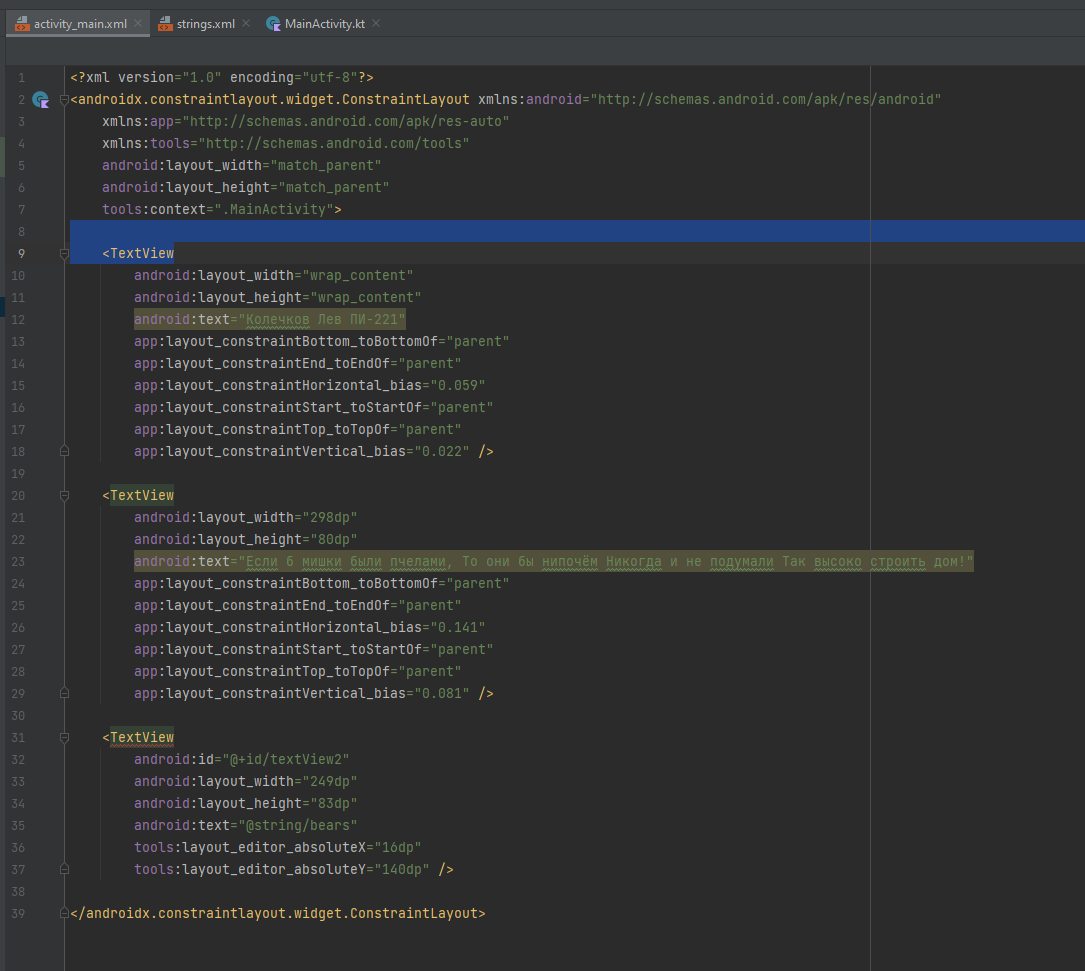 activity_main.xml
strings.xml
MainActivity.kt
1 <?xml version="1.0" encoding="utf-8"?>
2 <androidx.constraintlayout.widget.ConstraintLayout xmlns:android="http://schemas.android.com/apk/res/android"
3 xmlns:app="http://schemas.android.com/apk/res-auto"
4 xmlns:tools="http://schemas.android.com/tools"
5 android:layout_width="match_parent"
6 android:layout_height="match_parent"
7 tools:context=".MainActivity">
8
9 <TextView
10 android:layout_width="wrap_content"
11 android:layout_height="wrap_content"
12 android:text="Колечков Лев ПИ-221"
13 app:layout_constraintBottom_toBottomOf="parent"
14 app:layout_constraintEnd_toEndOf="parent"
15 app:layout_constraintHorizontal_bias="0.059"
16 app:layout_constraintStart_toStartOf="parent"
17 app:layout_constraintTop_toTopOf="parent"
18 app:layout_constraintVertical_bias="0.022" />
19
20 <TextView
21 android:layout_width="298dp"
22 android:layout_height="80dp"
23 android:text="Если б мишки были пчелами, То они бы нипочём Никогда и не подумали Так высоко строить дом!"
24 app:layout_constraintBottom_toBottomOf="parent"
25 app:layout_constraintEnd_toEndOf="parent"
26 app:layout_constraintHorizontal_bias="0.141"
27 app:layout_constraintStart_toStartOf="parent"
28 app:layout_constraintTop_toTopOf="parent"
29 app:layout_constraintVertical_bias="0.081" />
30
31 <TextView
32 android:id="@+id/textView2"
33 android:layout_width="249dp"
34 android:layout_height="83dp"
35 android:text="@string/bears"
36 tools:layout_editor_absoluteX="16dp"
37 tools:layout_editor_absoluteY="140dp" />
38
39 </androidx.constraintlayout.widget.ConstraintLayout>